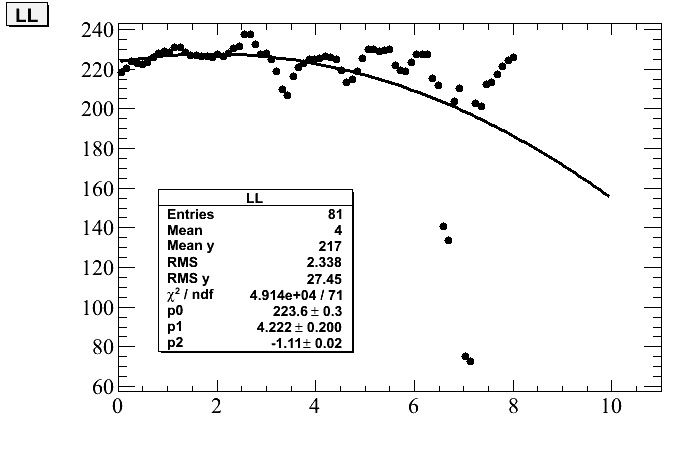 LL
240
220
200
180
160
140
120
100
80
60
LL
Entries 81
Mean 4
Mean y 217
RMS 2.338
RMS y 27.45
χ² / ndf 4.914e+04 / 71
p0 223.6 ± 0.3
p1 4.222 ± 0.200
p2 -1.11± 0.02
0 2 4 6 8 10